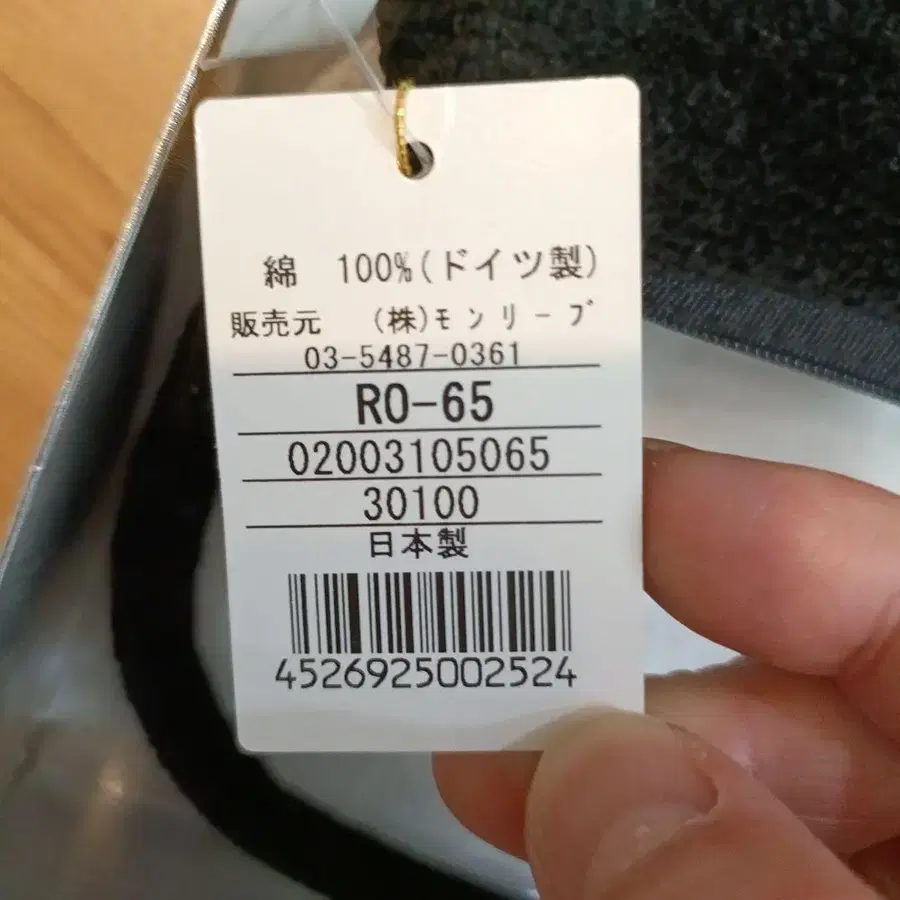 綿 100%(ドイツ製)
販売元 (株)モンリーブ
03-5487-0361
RO-65
02003105065
30100
日本製
4526925002524